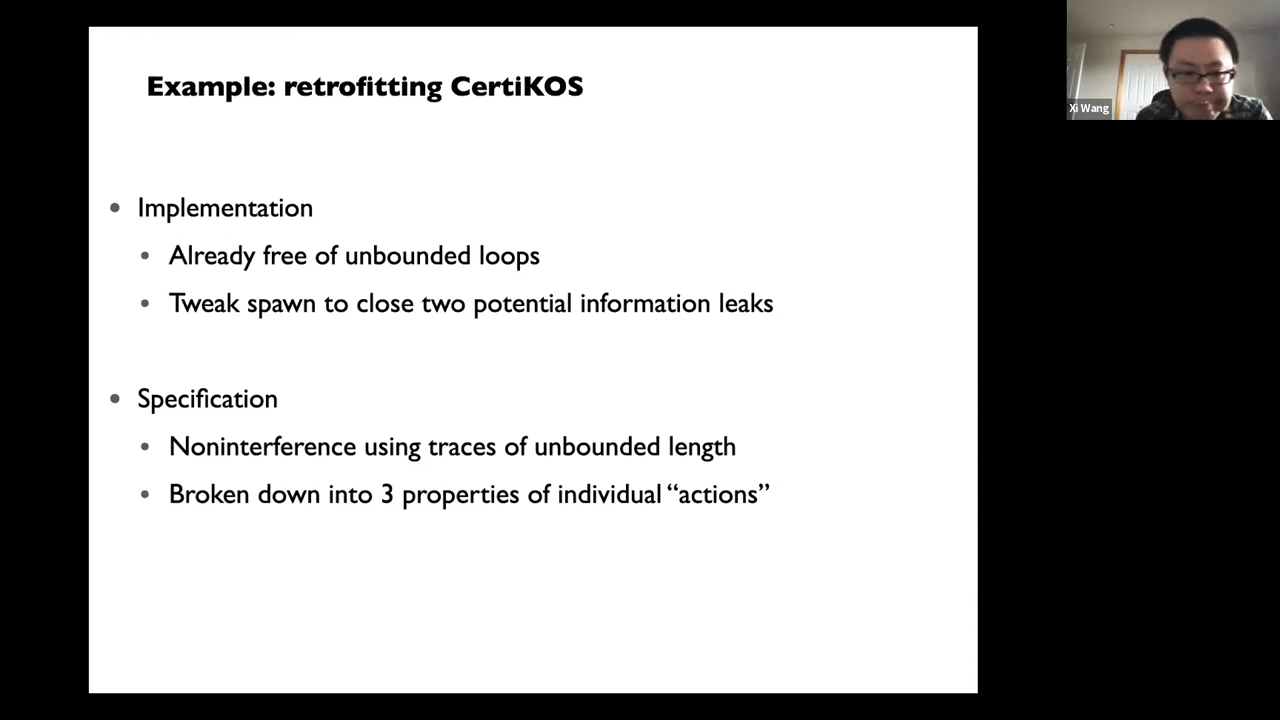 Example: retrofitting CertiKOS
Xi Wang
• Implementation
• Already free of unbounded loops
• Tweak spawn to close two potential information leaks
• Specification
• Noninterference using traces of unbounded length
• Broken down into 3 properties of individual “actions”